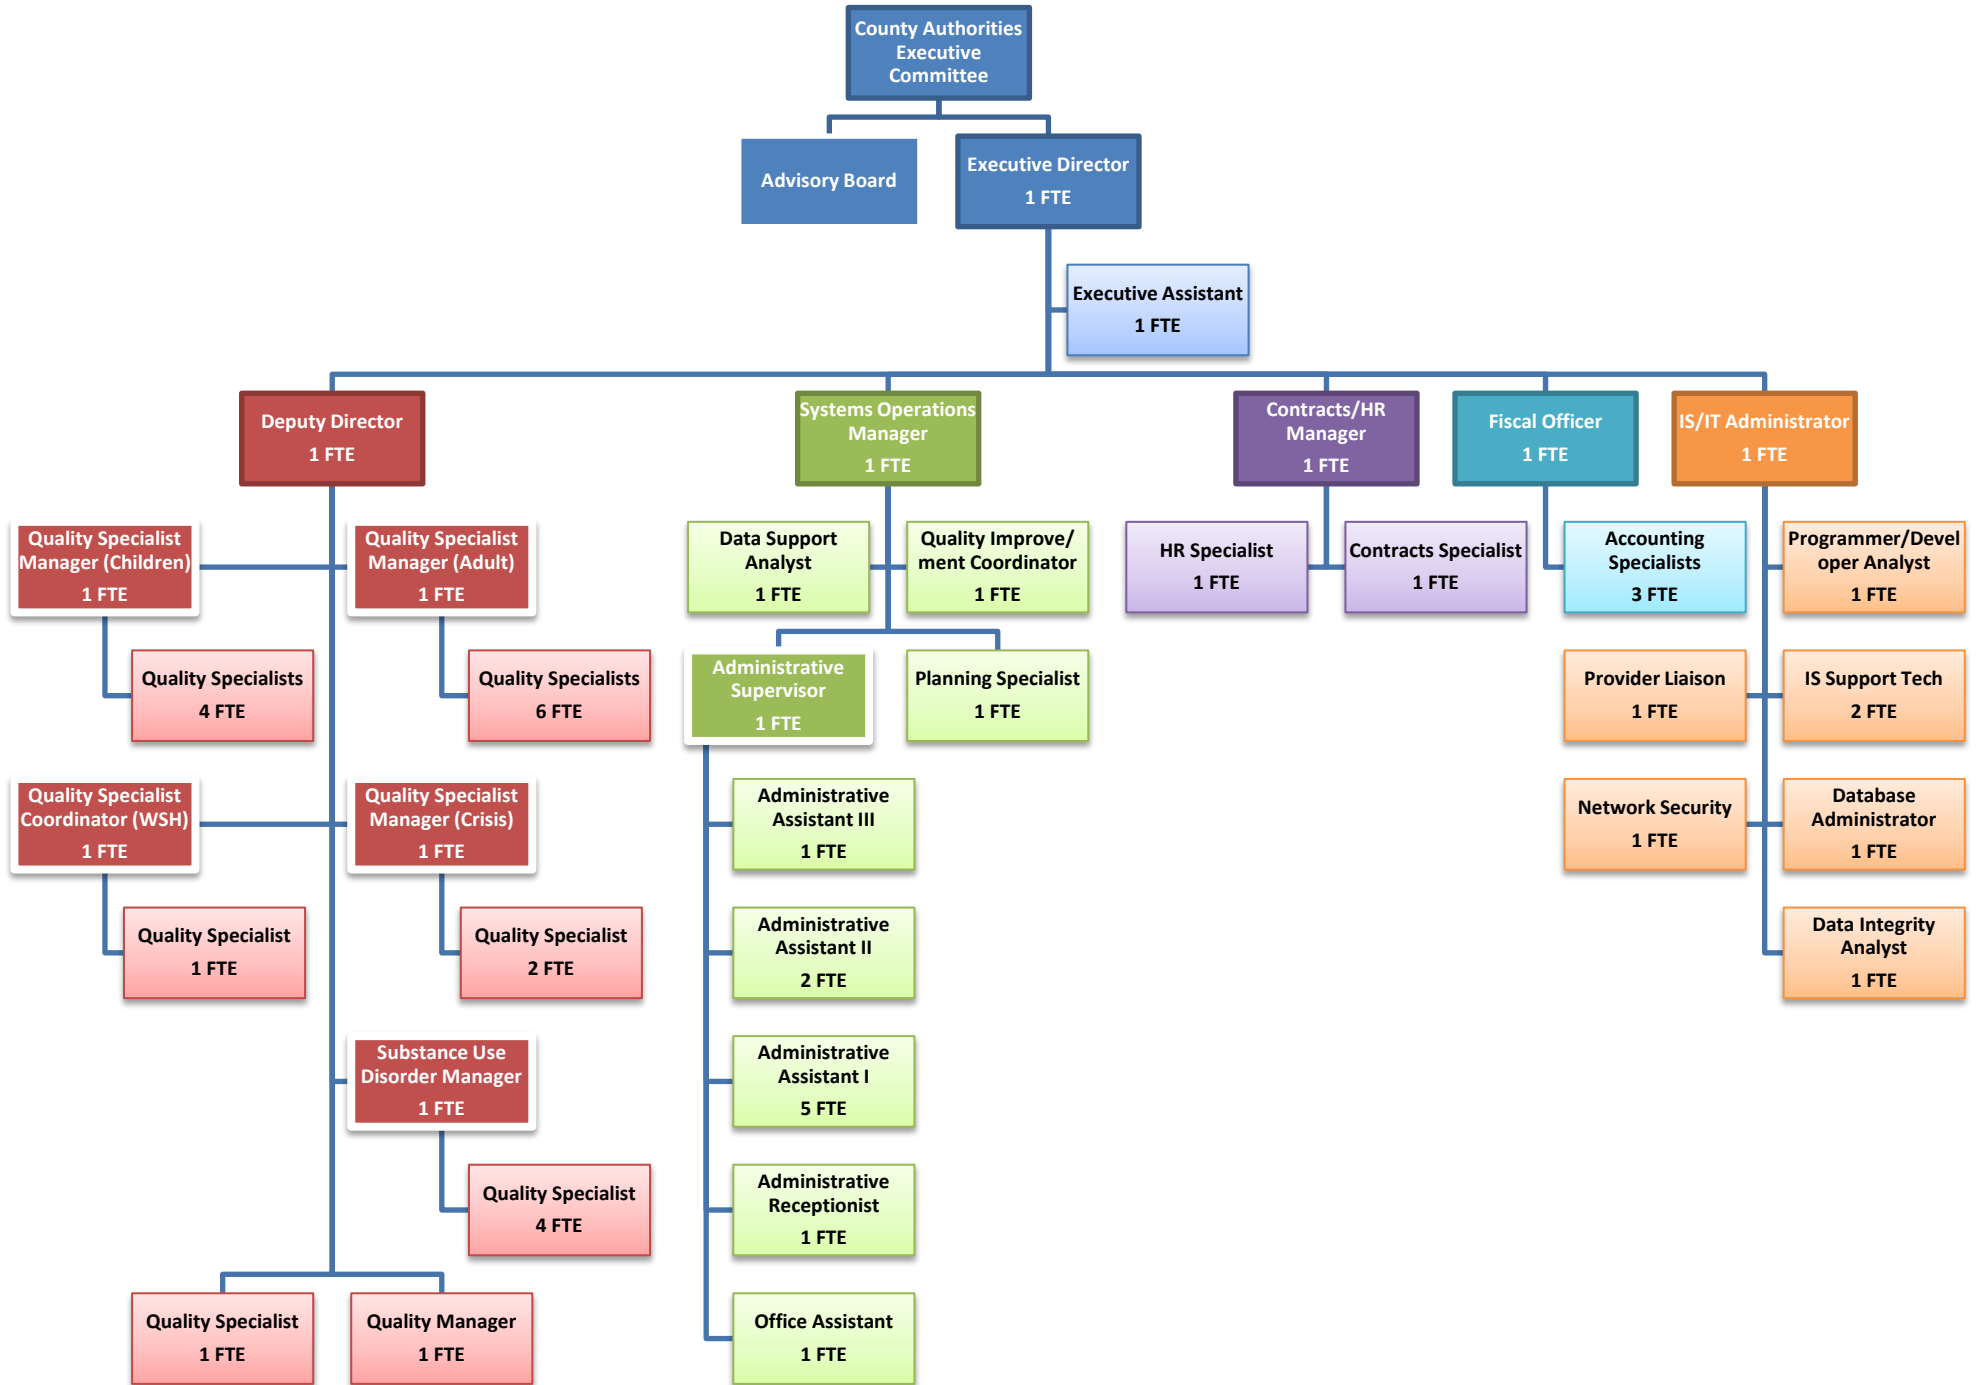 County Authorities
Executive
Committee
Advisory Board
Executive Director
1 FTE
Executive Assistant
1 FTE
Deputy Director
1 FTE
Systems Operations
Manager
1 FTE
Contracts/HR
Manager
1 FTE
Fiscal Officer
1 FTE
IS/IT Administrator
1 FTE
Quality Specialist
Manager (Children)
1 FTE
Quality Specialist
Manager (Adult)
1 FTE
Data Support
Analyst
1 FTE
Quality Improve/
ment Coordinator
1 FTE
HR Specialist
1 FTE
Contracts Specialist
1 FTE
Accounting
Specialists
3 FTE
Programmer/Devel
oper Analyst
1 FTE
Quality Specialists
4 FTE
Quality Specialists
6 FTE
Administrative
Supervisor
1 FTE
Planning Specialist
1 FTE
Provider Liaison
1 FTE
IS Support Tech
2 FTE
Quality Specialist
Coordinator (WSH)
1 FTE
Quality Specialist
Manager (Crisis)
1 FTE
Administrative
Assistant III
1 FTE
Network Security
1 FTE
Database
Administrator
1 FTE
Quality Specialist
1 FTE
Quality Specialist
2 FTE
Administrative
Assistant II
2 FTE
Data Integrity
Analyst
1 FTE
Substance Use
Disorder Manager
1 FTE
Administrative
Assistant I
5 FTE
Quality Specialist
4 FTE
Administrative
Receptionist
1 FTE
Quality Specialist
1 FTE
Quality Manager
1 FTE
Office Assistant
1 FTE